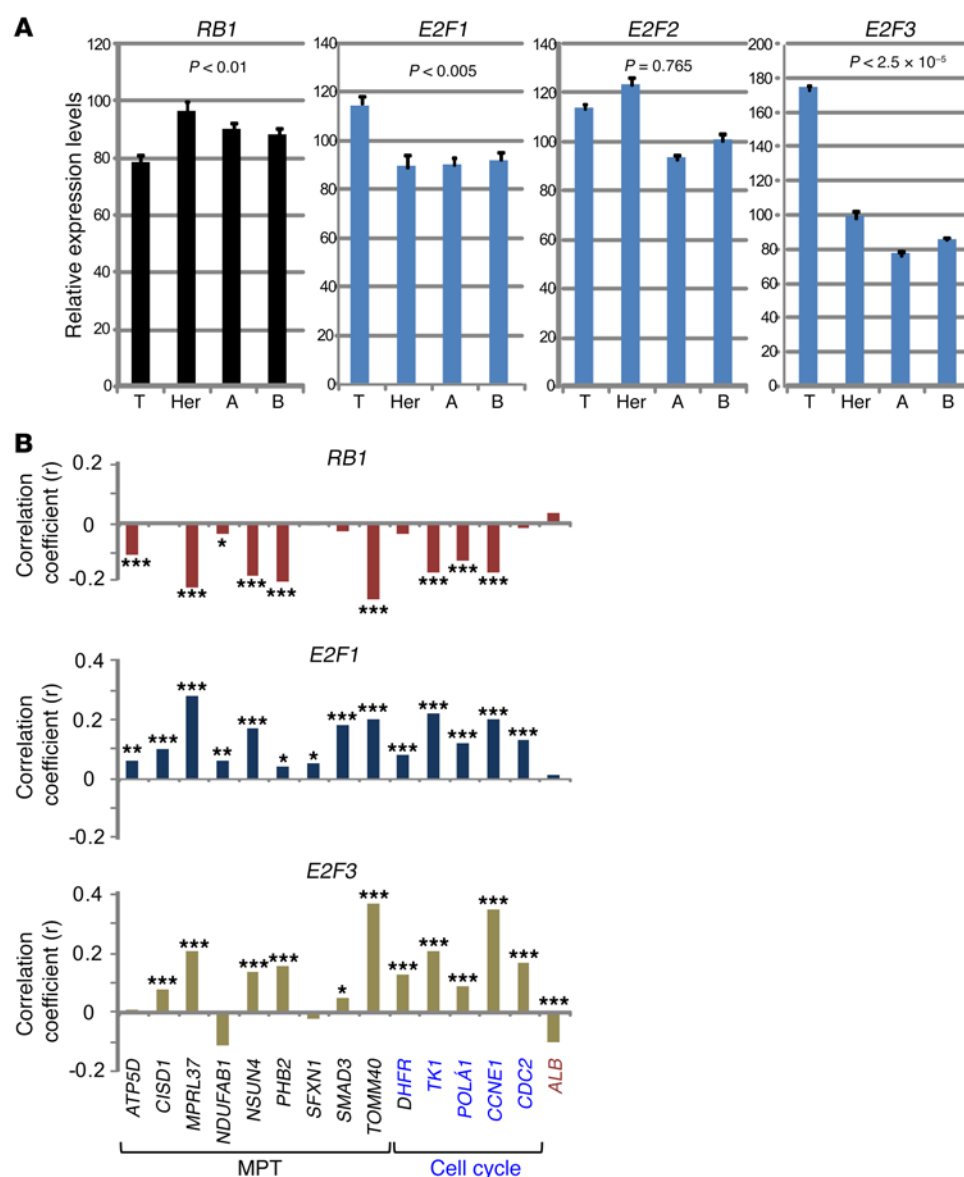 A
RB1
E2F1
E2F2
E2F3
Relative expression levels
120
100
80
60
40
20
0
P < 0.01
T Her A B
140
120
100
80
60
40
20
0
P < 0.005
T Her A B
140
120
100
80
60
40
20
0
P = 0.765
T Her A B
200
180
160
140
120
100
80
60
40
20
0
P < 2.5 × 10⁻⁵
T Her A B
B
RB1
Correlation
coefficient (r)
0.2
0
-0.2
*** *** * *** *** *** *** *** ***
E2F1
Correlation
coefficient (r)
0.4
0.2
0
-0.2
** *** *** ** *** * * *** *** *** *** *** *** ***
E2F3
Correlation
coefficient (r)
0.4
0.2
0
-0.2
*** *** *** *** * *** *** *** *** *** *** ***
ATP5D
CISD1
MPRL37
NDUFAB1
NSUN4
PHB2
SFXN1
SMAD3
TOMM40
DHFR
TK1
POLÁ1
CCNE1
CDC2
ALB
MPT
Cell cycle